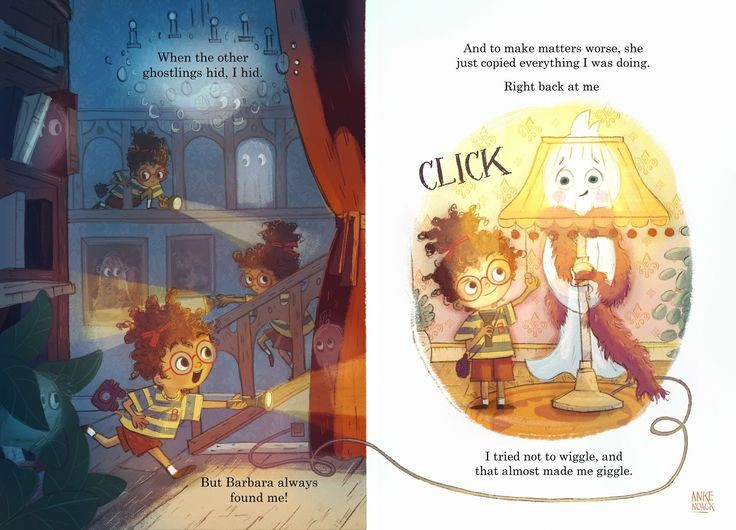 When the other
ghostlings hid, I hid.
B
But Barbara always
found me!
And to make matters worse, she
just copied everything I was doing.
Right back at me
CLICK
I tried not to wiggle, and
that almost made me giggle.
ANKE
NOACK